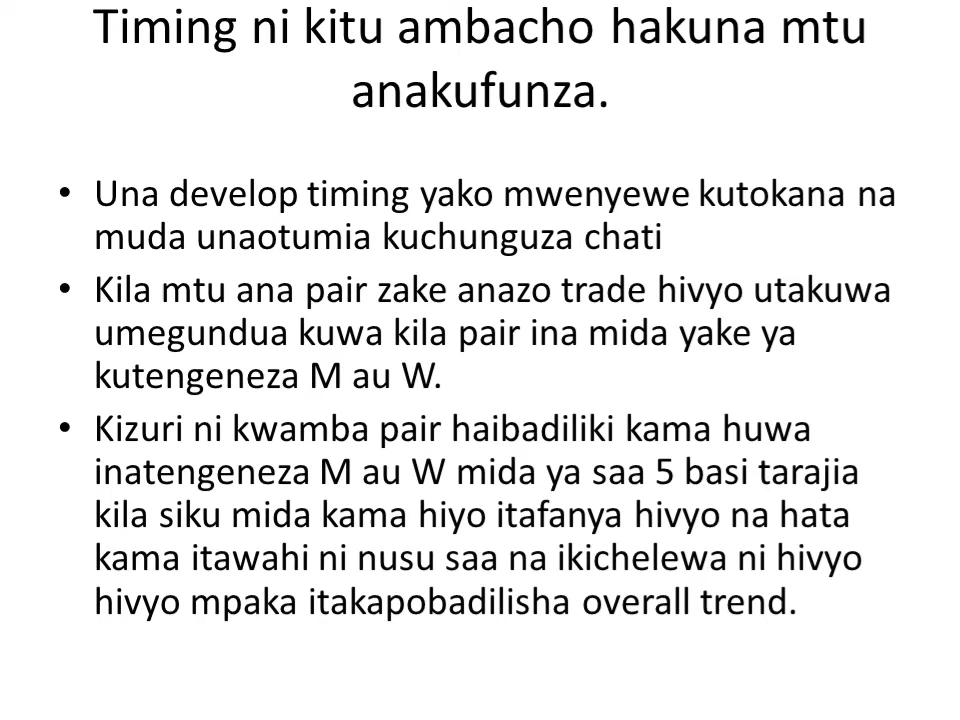 Timing ni kitu ambacho hakuna mtu
anakufunza.
• Una develop timing yako mwenyewe kutokana na
muda unaotumia kuchunguza chati
• Kila mtu ana pair zake anazo trade hivyo utakuwa
umegundua kuwa kila pair ina mida yake ya
kutengeneza M au W.
• Kizuri ni kwamba pair haibadiliki kama huwa
inatengeneza M au W mida ya saa 5 basi tarajia
kila siku mida kama hiyo itafanya hivyo na hata
kama itawahi ni nusu saa na ikichelewa ni hivyo
hivyo mpaka itakapobadilisha overall trend.